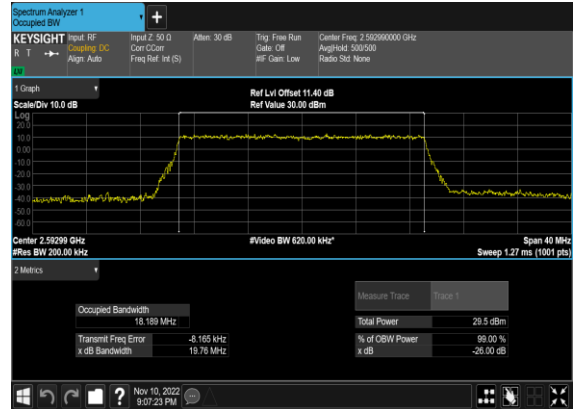 Spectrum Analyzer 1
Occupied BW
+
KEYSIGHT
R T
LXI
Input: RF
Coupling: DC
Align: Auto
Input Z: 50 Ω
Corr CCorr
Freq Ref: Int (S)
Atten: 30 dB
Trig: Free Run
Gate: Off
#IF Gain: Low
Center Freq: 2.592990000 GHz
Avg|Hold: 500/500
Radio Std: None
1 Graph
Scale/Div 10.0 dB
Ref Lvl Offset 11.40 dB
Ref Value 30.00 dBm
Log
20.0
10.0
0.00
-10.0
-20.0
-30.0
-40.0
-50.0
-60.0
Center 2.59299 GHz
#Res BW 200.00 kHz
#Video BW 620.00 kHz*
Span 40 MHz
Sweep 1.27 ms (1001 pts)
2 Metrics
Measure Trace Trace 1
Occupied Bandwidth
18.189 MHz
Total Power 29.5 dBm
Transmit Freq Error -8.165 kHz
% of OBW Power 99.00 %
x dB Bandwidth 19.76 MHz
x dB -26.00 dB
?
Nov 10, 2022
9:07:23 PM